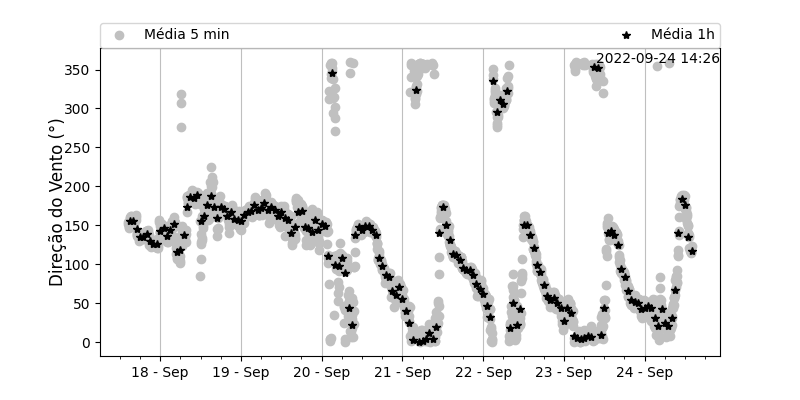 Média 5 min
Média 1h
2022-09-24 14:26
Direção do Vento (°)
350
300
250
200
150
100
50
0
18 - Sep
19 - Sep
20 - Sep
21 - Sep
22 - Sep
23 - Sep
24 - Sep